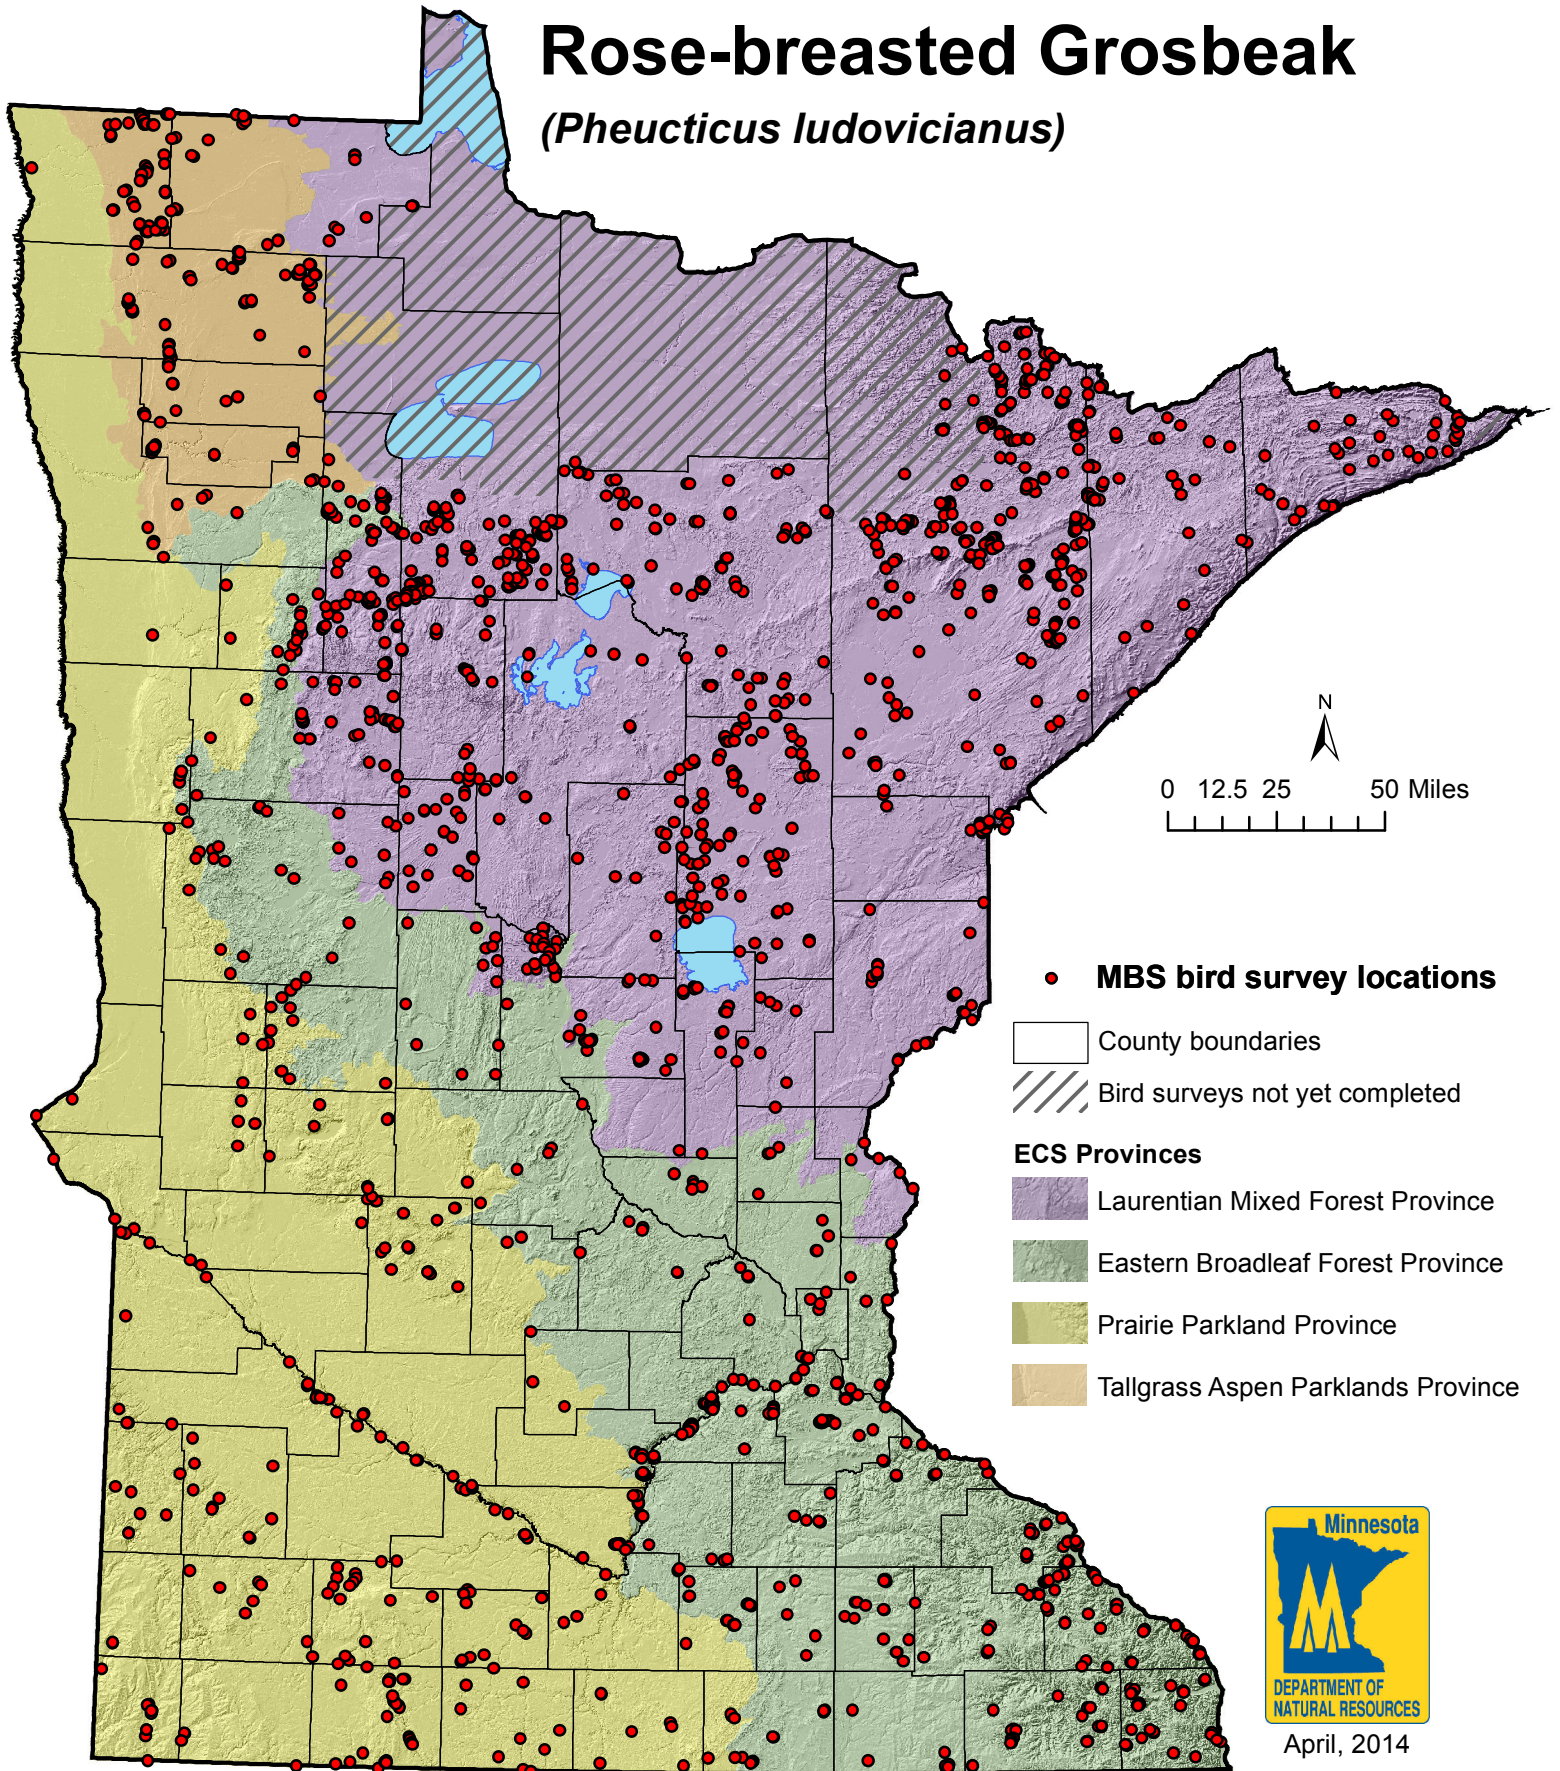 Rose-breasted Grosbeak
(Pheucticus ludovicianus)
N
0 12.5 25 50 Miles
MBS bird survey locations
County boundaries
Bird surveys not yet completed
ECS Provinces
Laurentian Mixed Forest Province
Eastern Broadleaf Forest Province
Prairie Parkland Province
Tallgrass Aspen Parklands Province
Minnesota
DEPARTMENT OF
NATURAL RESOURCES
April, 2014